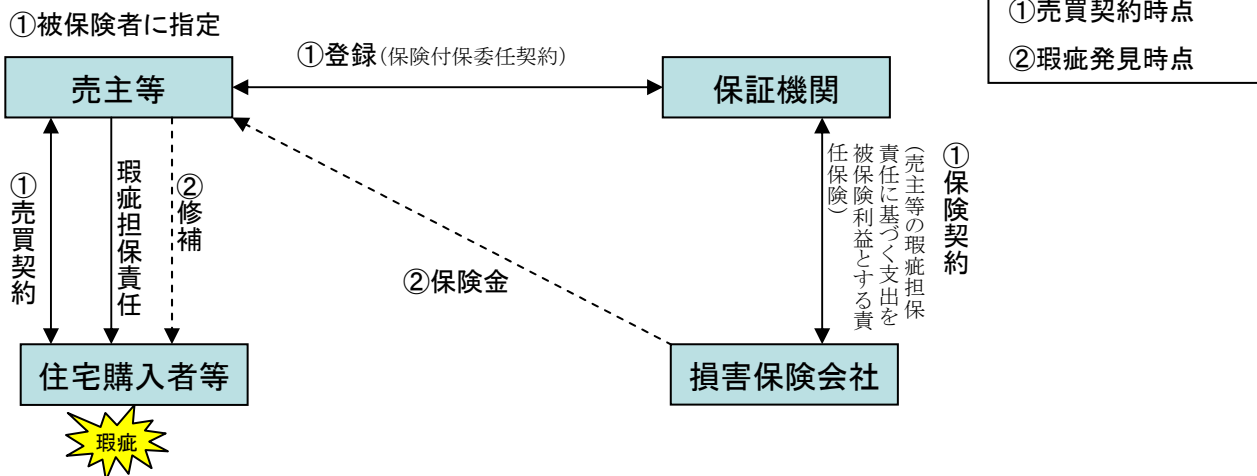 ①被保険者に指定
①売買契約時点
②瑕疵発見時点
①登録(保険付保委任契約)
売主等
保証機関
①売買契約
瑕疵担保責任
②修補
②保険金
(売主等の瑕疵担保
責任に基づく支出を
被保険利益とする責
任保険)
①保険契約
住宅購入者等
損害保険会社
瑕疵